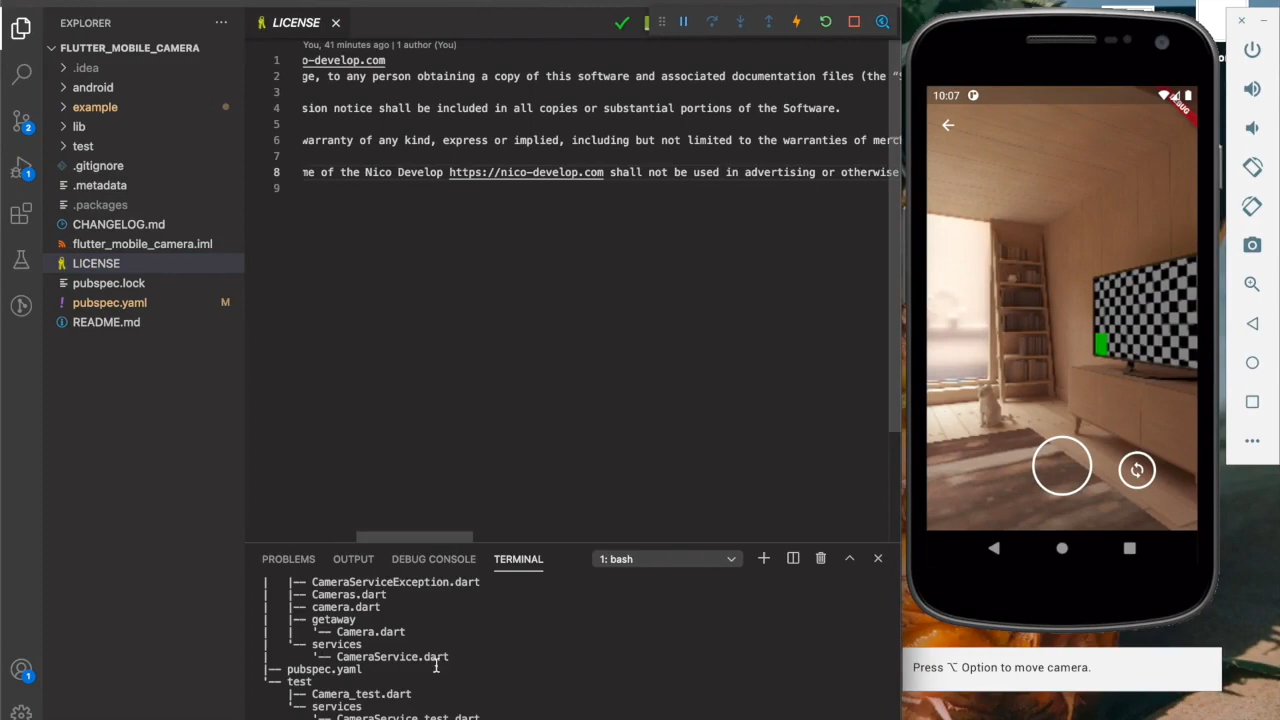 EXPLORER
···
LICENSE
FLUTTER_MOBILE_CAMERA
.idea
android
example
lib
test
.gitignore
.metadata
.packages
CHANGELOG.md
flutter_mobile_camera.iml
LICENSE
pubspec.lock
! pubspec.yaml M
README.md
2
1
1
You, 41 minutes ago | 1 author (You)
1 o-develop.com
2 ge, to any person obtaining a copy of this software and associated documentation files (the "S
3
4 sion notice shall be included in all copies or substantial portions of the Software.
5
6 warranty of any kind, express or implied, including but not limited to the warranties of merc
7
8 me of the Nico Develop https://nico-develop.com shall not be used in advertising or otherwise
9
PROBLEMS OUTPUT DEBUG CONSOLE TERMINAL 1: bash
| |-- CameraServiceException.dart
| |-- Cameras.dart
| |-- camera.dart
| |-- getaway
| | '-- Camera.dart
| '-- services
| '-- CameraService.dart
|-- pubspec.yaml
'-- test
|-- Camera_test.dart
'-- services
'-- CameraService_test.dart
10:07
DEBUG
Press ⌥ Option to move camera.